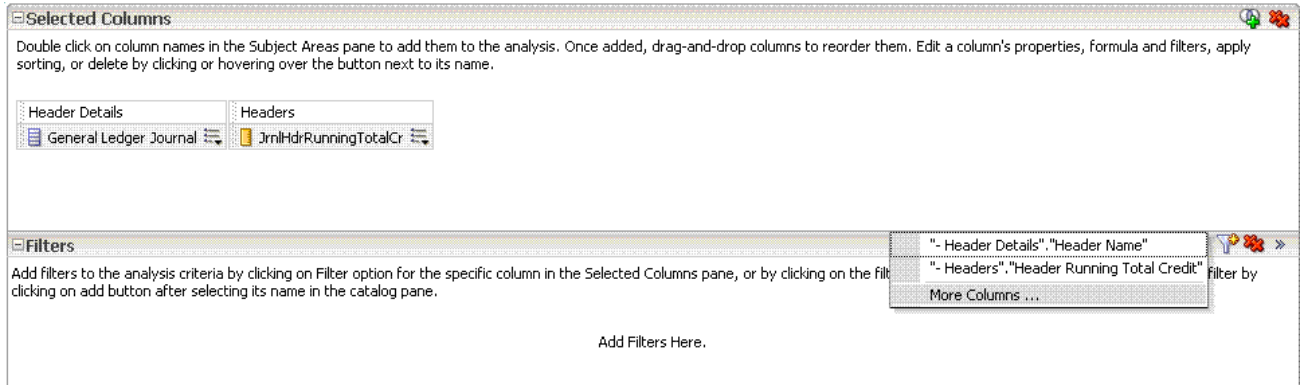 Selected Columns
Double click on column names in the Subject Areas pane to add them to the analysis. Once added, drag-and-drop columns to reorder them. Edit a column's properties, formula and filters, apply
sorting, or delete by clicking or hovering over the button next to its name.
Header Details Headers
General Ledger Journal JrnlHdrRunningTotalCr
Filters
"- Header Details"."Header Name"
"- Headers"."Header Running Total Credit"
More Columns ...
Add filters to the analysis criteria by clicking on Filter option for the specific column in the Selected Columns pane, or by clicking on the filt filter by
clicking on add button after selecting its name in the catalog pane.
Add Filters Here.